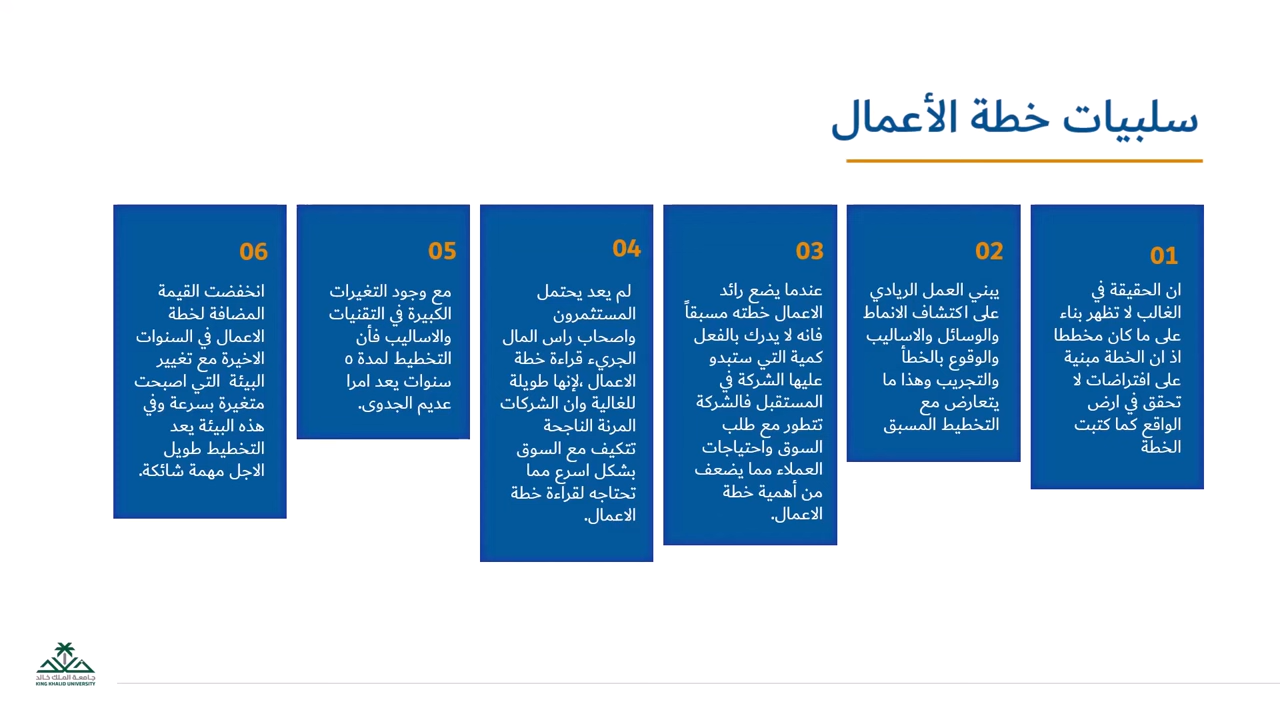 سلبيات خطة الأعمال
01
ان الحقيقة في
الغالب لا تظهر بناء
على ما كان مخططا
اذ ان الخطة مبنية
على افتراضات لا
تحقق في ارض
الواقع كما كتبت
الخطة
02
يبني العمل الريادي
على اكتشاف الانماط
والوسائل والاساليب
والوقوع بالخطأ
والتجريب وهذا ما
يتعارض مع
التخطيط المسبق
03
عندما يضع رائد
الاعمال خطته مسبقاً
فانه لا يدرك بالفعل
كمية التي ستبدو
عليها الشركة في
المستقبل فالشركة
تتطور مع طلب
السوق واحتياجات
العملاء مما يضعف
من أهمية خطة
الاعمال.
04
لم يعد يحتمل
المستثمرون
واصحاب راس المال
الجريء قراءة خطة
الاعمال ،لإنها طويلة
للغالية وان الشركات
المرنة الناجحة
تتكيف مع السوق
بشكل اسرع مما
تحتاجه لقراءة خطة
الاعمال.
05
مع وجود التغيرات
الكبيرة في التقنيات
والاساليب فأن
التخطيط لمدة ٥
سنوات يعد امرا
عديم الجدوى.
06
انخفضت القيمة
المضافة لخطة
الاعمال في السنوات
الاخيرة مع تغيير
البيئة التي اصبحت
متغيرة بسرعة وفي
هذه البيئة يعد
التخطيط طويل
الاجل مهمة شائكة.
جامعة الملك خالد
KING KHALID UNIVERSITY